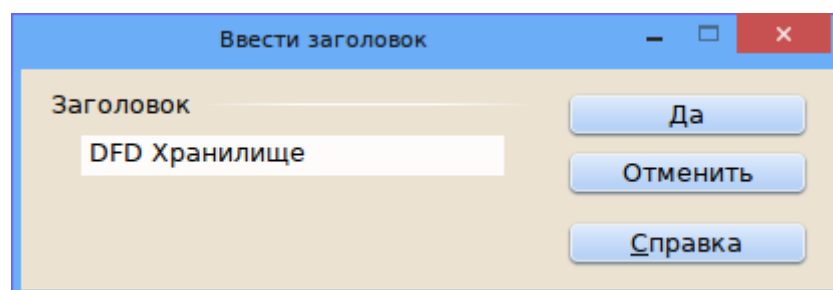 Ввести заголовок
Заголовок
DFD Хранилище
Да
Отменить
Справка